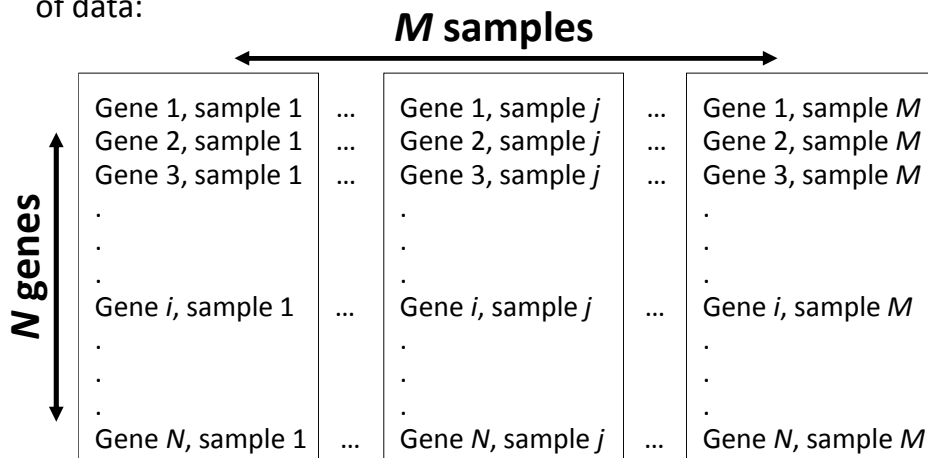 of data:
M samples
Gene 1, sample 1 ... Gene 1, sample j ... Gene 1, sample M
Gene 2, sample 1 ... Gene 2, sample j ... Gene 2, sample M
Gene 3, sample 1 ... Gene 3, sample j ... Gene 3, sample M
. . .
. . .
. . .
N genes
Gene i, sample 1 ... Gene i, sample j ... Gene i, sample M
. . .
. . .
. . .
Gene N, sample 1 ... Gene N, sample j ... Gene N, sample M